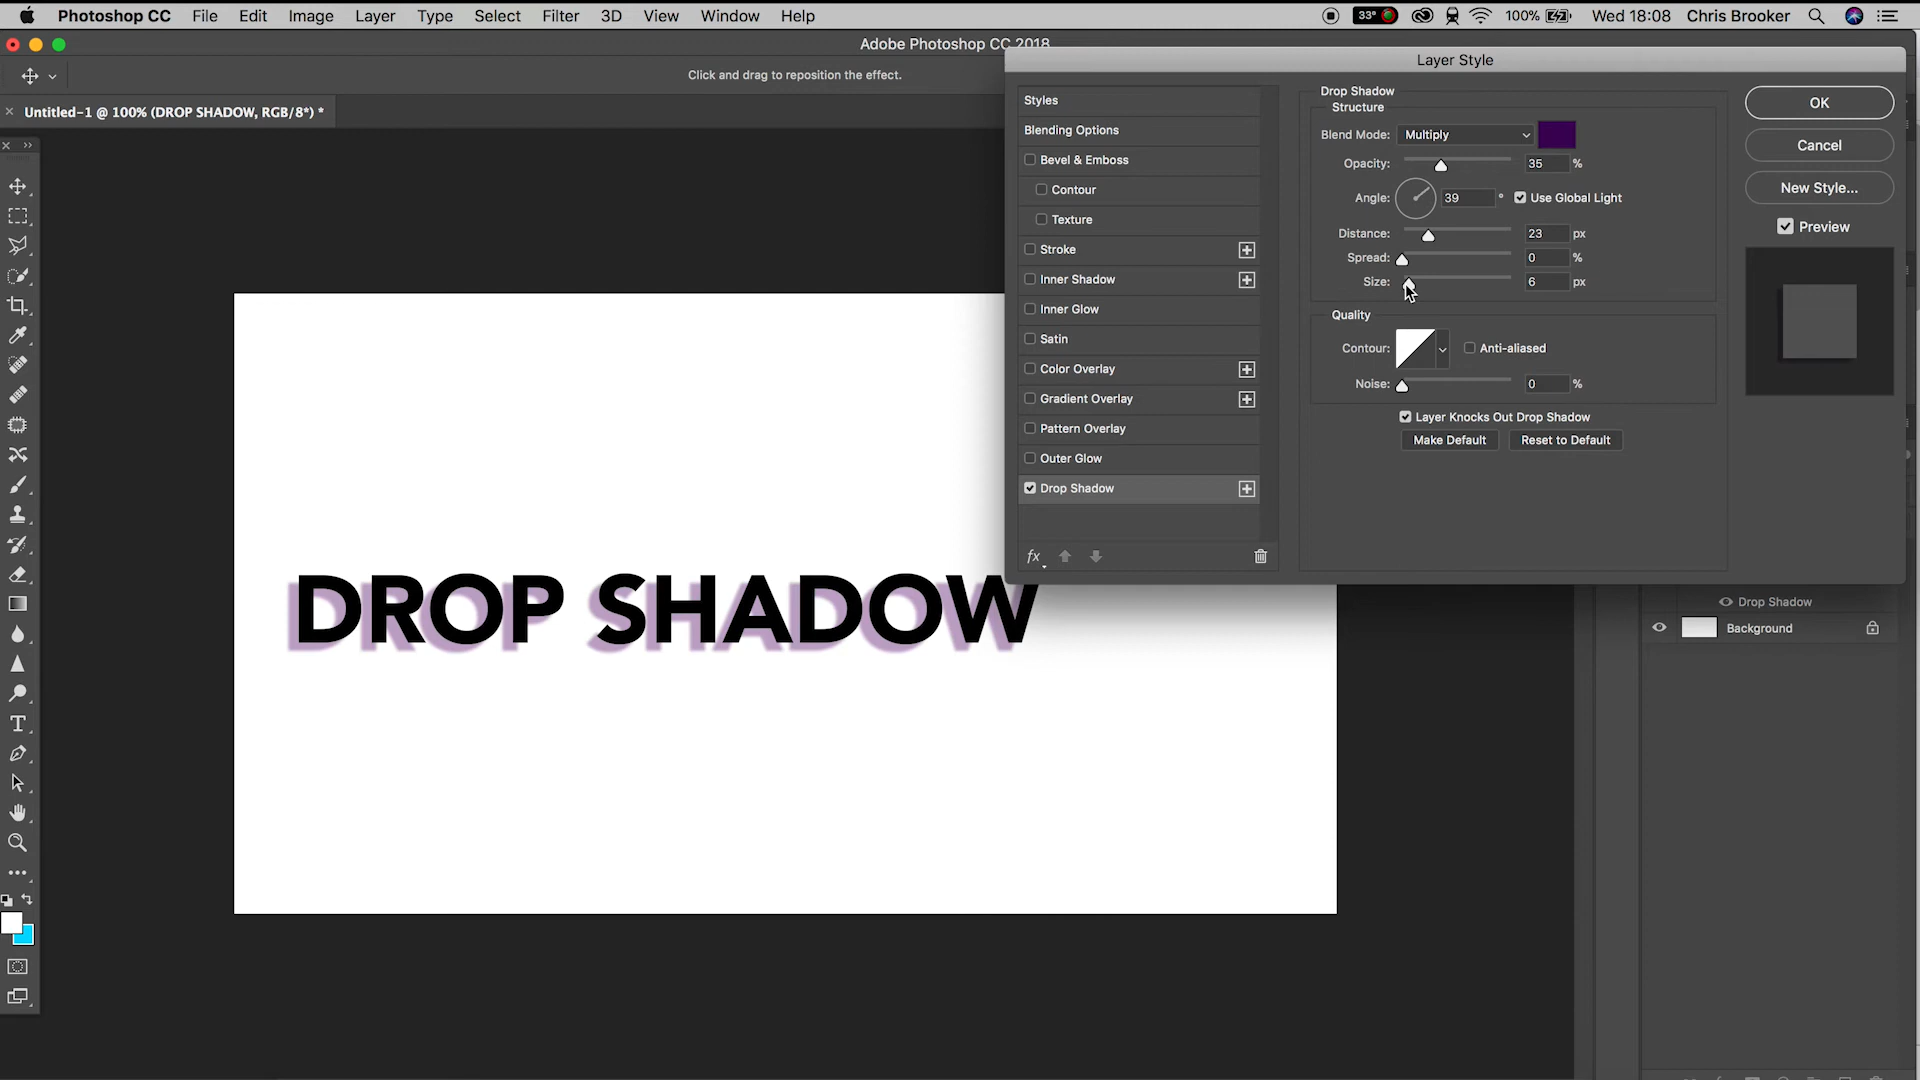 Photoshop CC File Edit Image Layer Type Select Filter 3D View Window Help 33° 100% Wed 18:08 Chris Brooker
Adobe Photoshop CC 2018
Click and drag to reposition the effect.
Untitled-1 @ 100% (DROP SHADOW, RGB/8*) *
Layer Style
Styles
Blending Options
Bevel & Emboss
Contour
Texture
Stroke
Inner Shadow
Inner Glow
Satin
Color Overlay
Gradient Overlay
Pattern Overlay
Outer Glow
Drop Shadow
fx
Drop Shadow
Structure
Blend Mode: Multiply
Opacity: 35 %
Angle: 39 ° Use Global Light
Distance: 23 px
Spread: 0 %
Size: 6 px
Quality
Contour: Anti-aliased
Noise: 0 %
Layer Knocks Out Drop Shadow
Make Default Reset to Default
OK
Cancel
New Style...
Preview
DROP SHADOW
Drop Shadow
Background